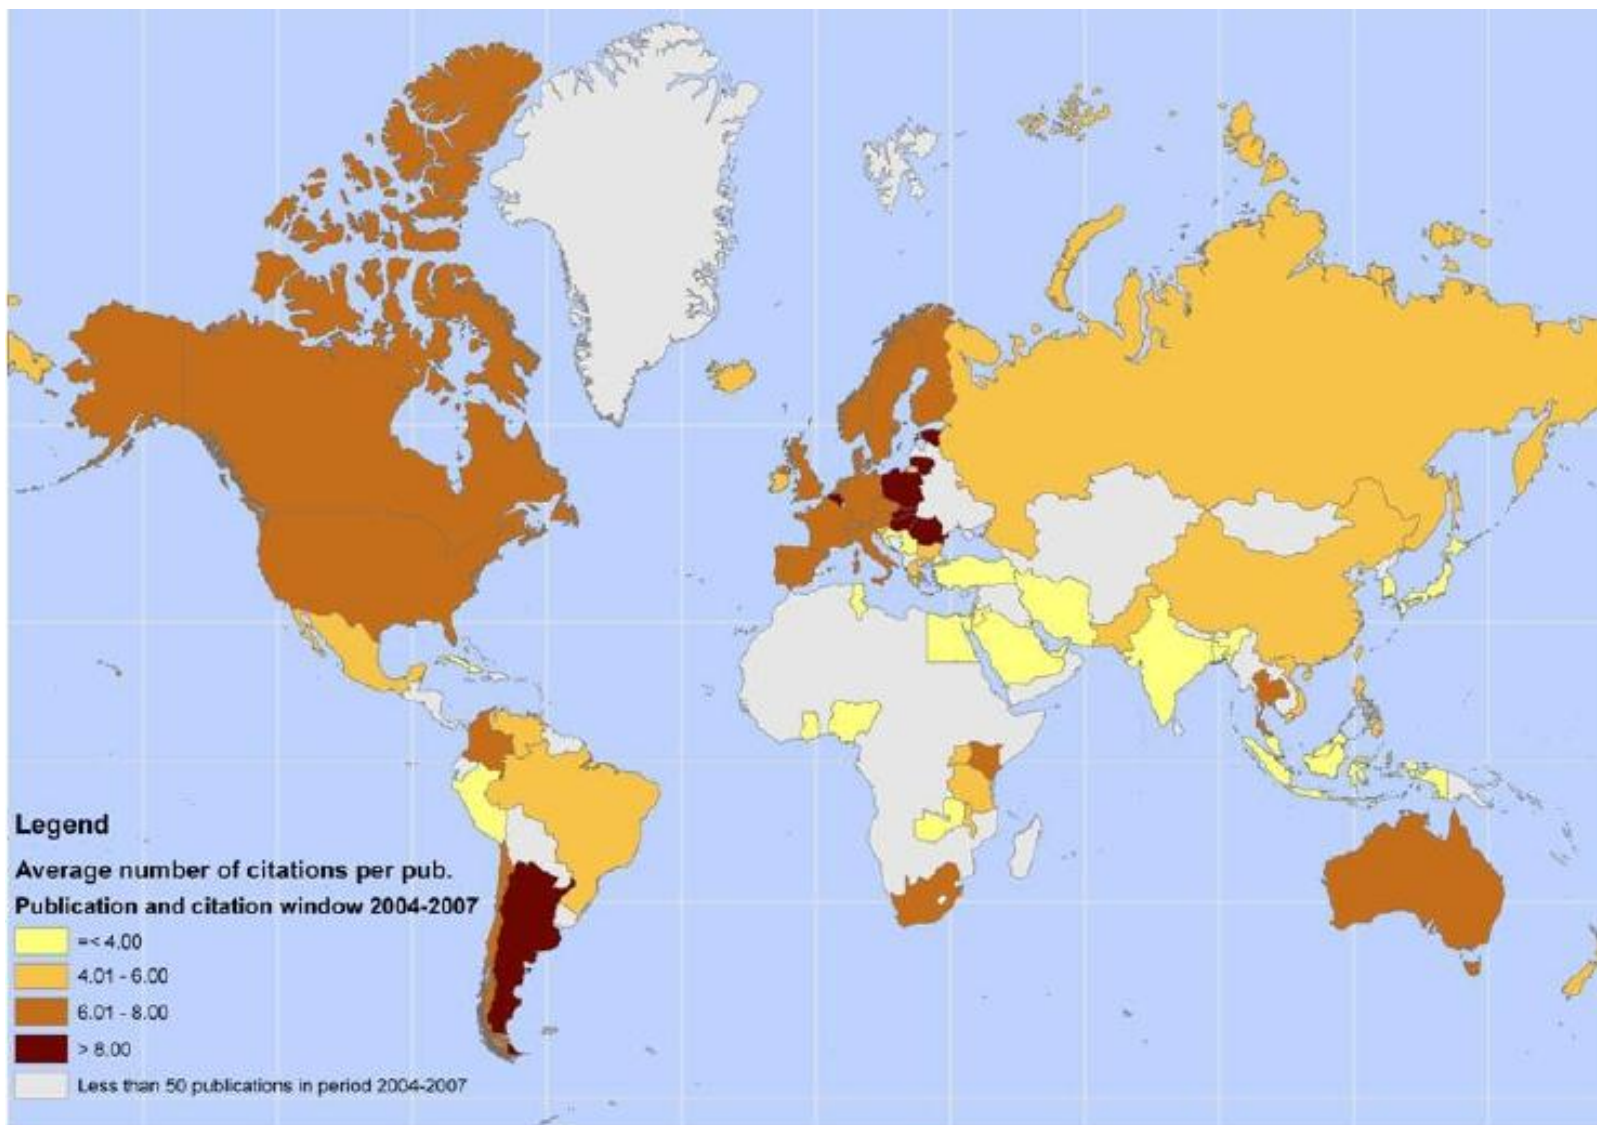 Legend
Average number of citations per pub.
Publication and citation window 2004-2007
=< 4.00
4.01 - 6.00
6.01 - 8.00
> 8.00
Less than 50 publications in period 2004-2007